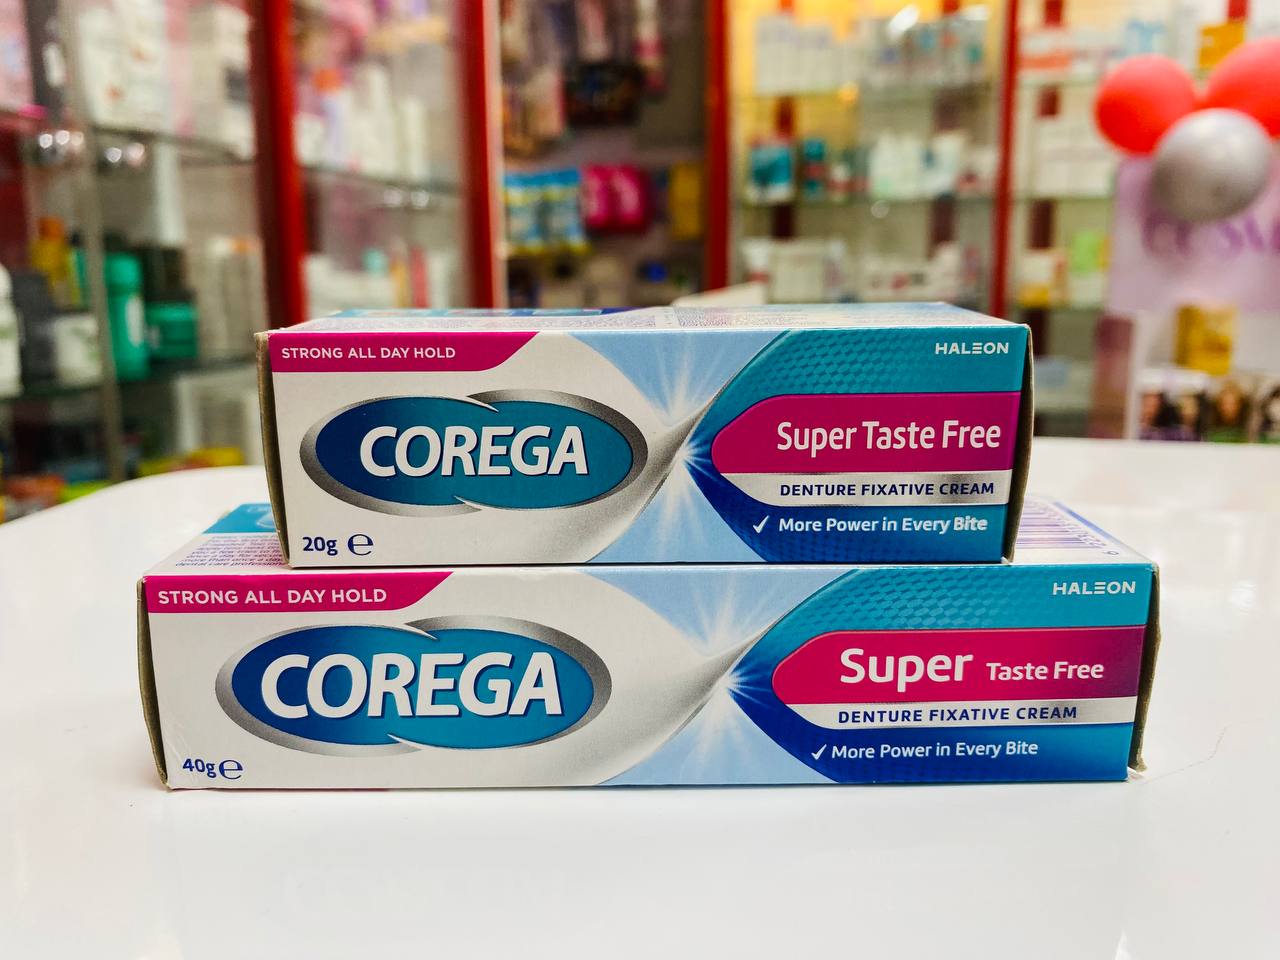 STRONG ALL DAY HOLD
HALEON
COREGA
Super Taste Free
DENTURE FIXATIVE CREAM
✓ More Power in Every Bite
20g ℮
STRONG ALL DAY HOLD
HALEON
COREGA
Super Taste Free
DENTURE FIXATIVE CREAM
✓ More Power in Every Bite
40g ℮